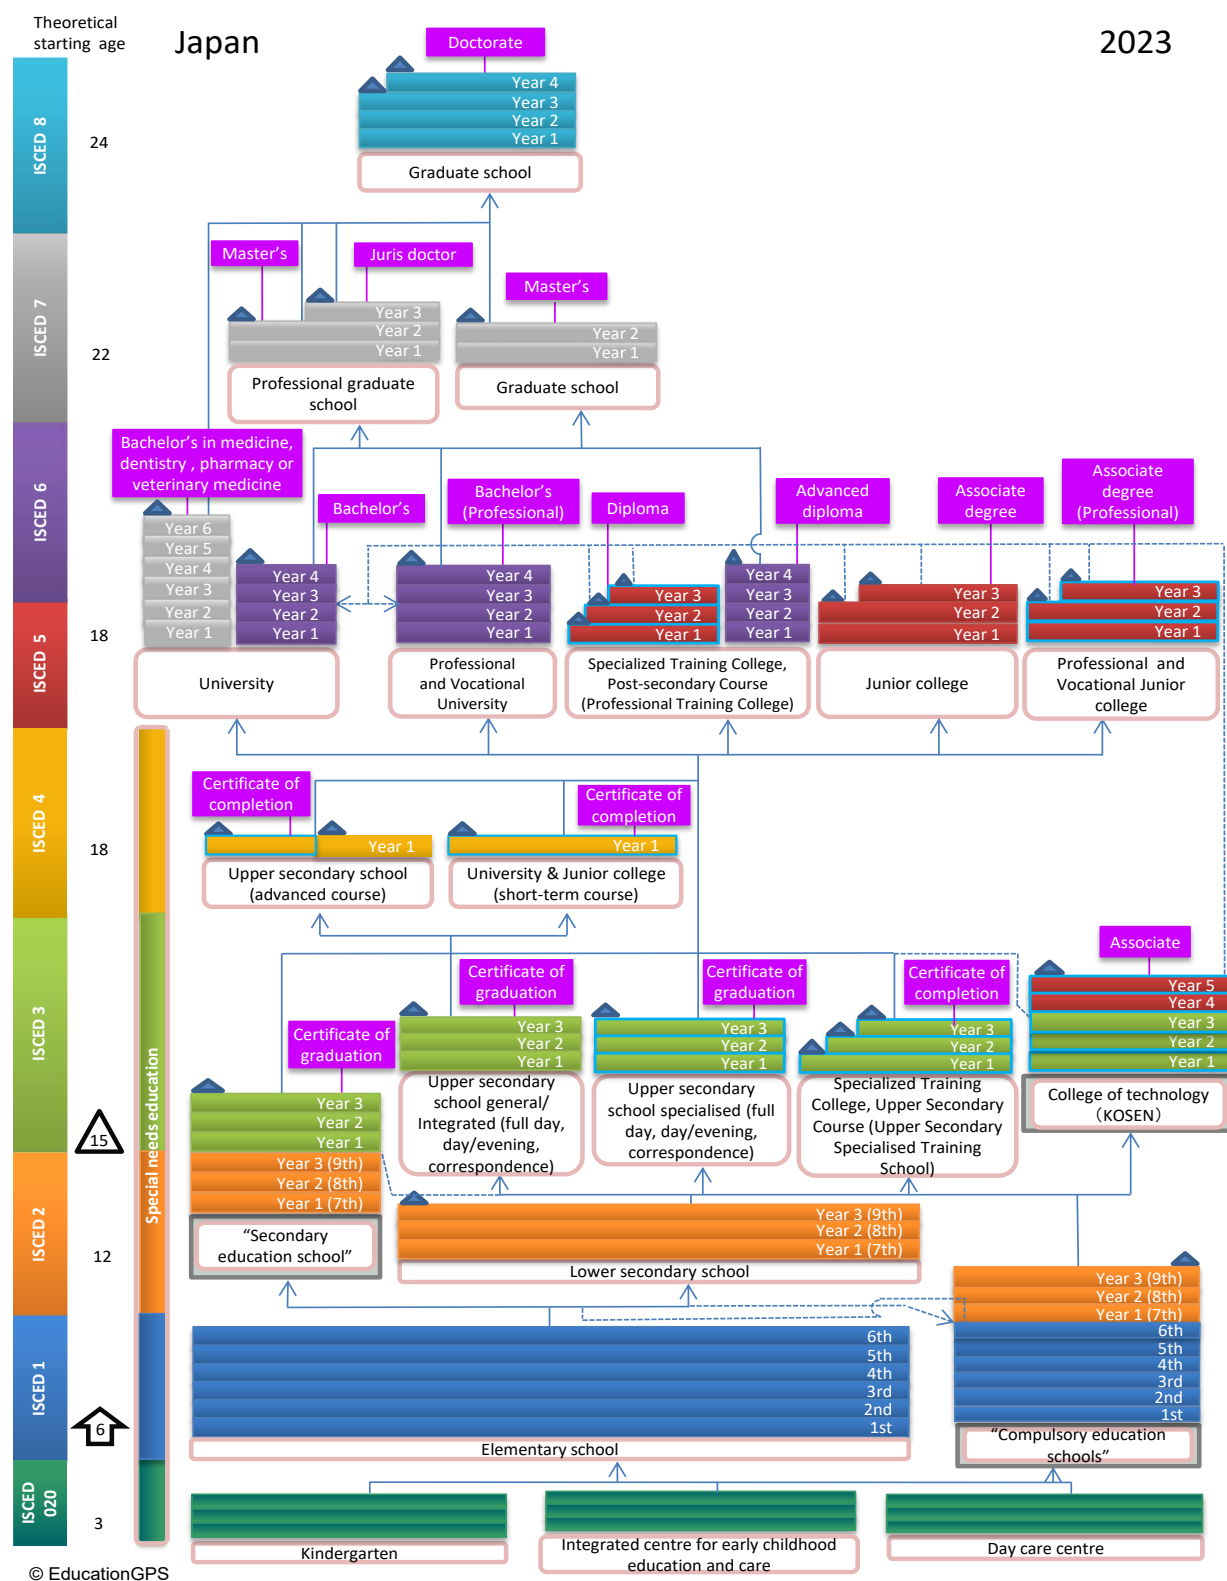 Theoretical
starting age
Japan
2023
Doctorate
Year 4
Year 3
Year 2
Year 1
ISCED 8
24
Graduate school
Master's
Juris doctor
Master's
Year 3
Year 2
Year 1
Year 2
Year 1
ISCED 7
22
Professional graduate
school
Graduate school
Bachelor's in medicine,
dentistry , pharmacy or
veterinary medicine
Bachelor's
Bachelor's
(Professional)
Diploma
Advanced
diploma
Associate
degree
Associate
degree
(Professional)
ISCED 6
Year 6
Year 5
Year 4
Year 3
Year 2
Year 1
Year 4
Year 3
Year 2
Year 1
Year 4
Year 3
Year 2
Year 1
Year 3
Year 2
Year 1
Year 4
Year 3
Year 2
Year 1
Year 3
Year 2
Year 1
Year 3
Year 2
Year 1
ISCED 5
18
University
Professional
and Vocational
University
Specialized Training College,
Post-secondary Course
(Professional Training College)
Junior college
Professional and
Vocational Junior
college
Certificate of
completion
Certificate of
completion
Year 1
Year 1
ISCED 4
18
Upper secondary school
(advanced course)
University & Junior college
(short-term course)
Certificate of
graduation
Certificate of
graduation
Certificate of
graduation
Certificate of
completion
Associate
ISCED 3
Year 3
Year 2
Year 1
Year 3
Year 2
Year 1
Year 3
Year 2
Year 1
Year 5
Year 4
Year 3
Year 2
Year 1
Upper secondary
school general/
Integrated (full day,
day/evening,
correspondence)
Upper secondary
school specialised (full
day, day/evening,
correspondence)
Specialized Training
College, Upper Secondary
Course (Upper Secondary
Specialised Training
School)
College of technology
(KOSEN)
15
Special needs education
Year 3
Year 2
Year 1
Year 3 (9th)
Year 2 (8th)
Year 1 (7th)
"Secondary
education school"
ISCED 2
12
Year 3 (9th)
Year 2 (8th)
Year 1 (7th)
Lower secondary school
Year 3 (9th)
Year 2 (8th)
Year 1 (7th)
6th
5th
4th
3rd
2nd
1st
"Compulsory education
schools"
ISCED 1
6
6th
5th
4th
3rd
2nd
1st
Elementary school
ISCED
020
3
Kindergarten
Integrated centre for early childhood
education and care
Day care centre
© EducationGPS